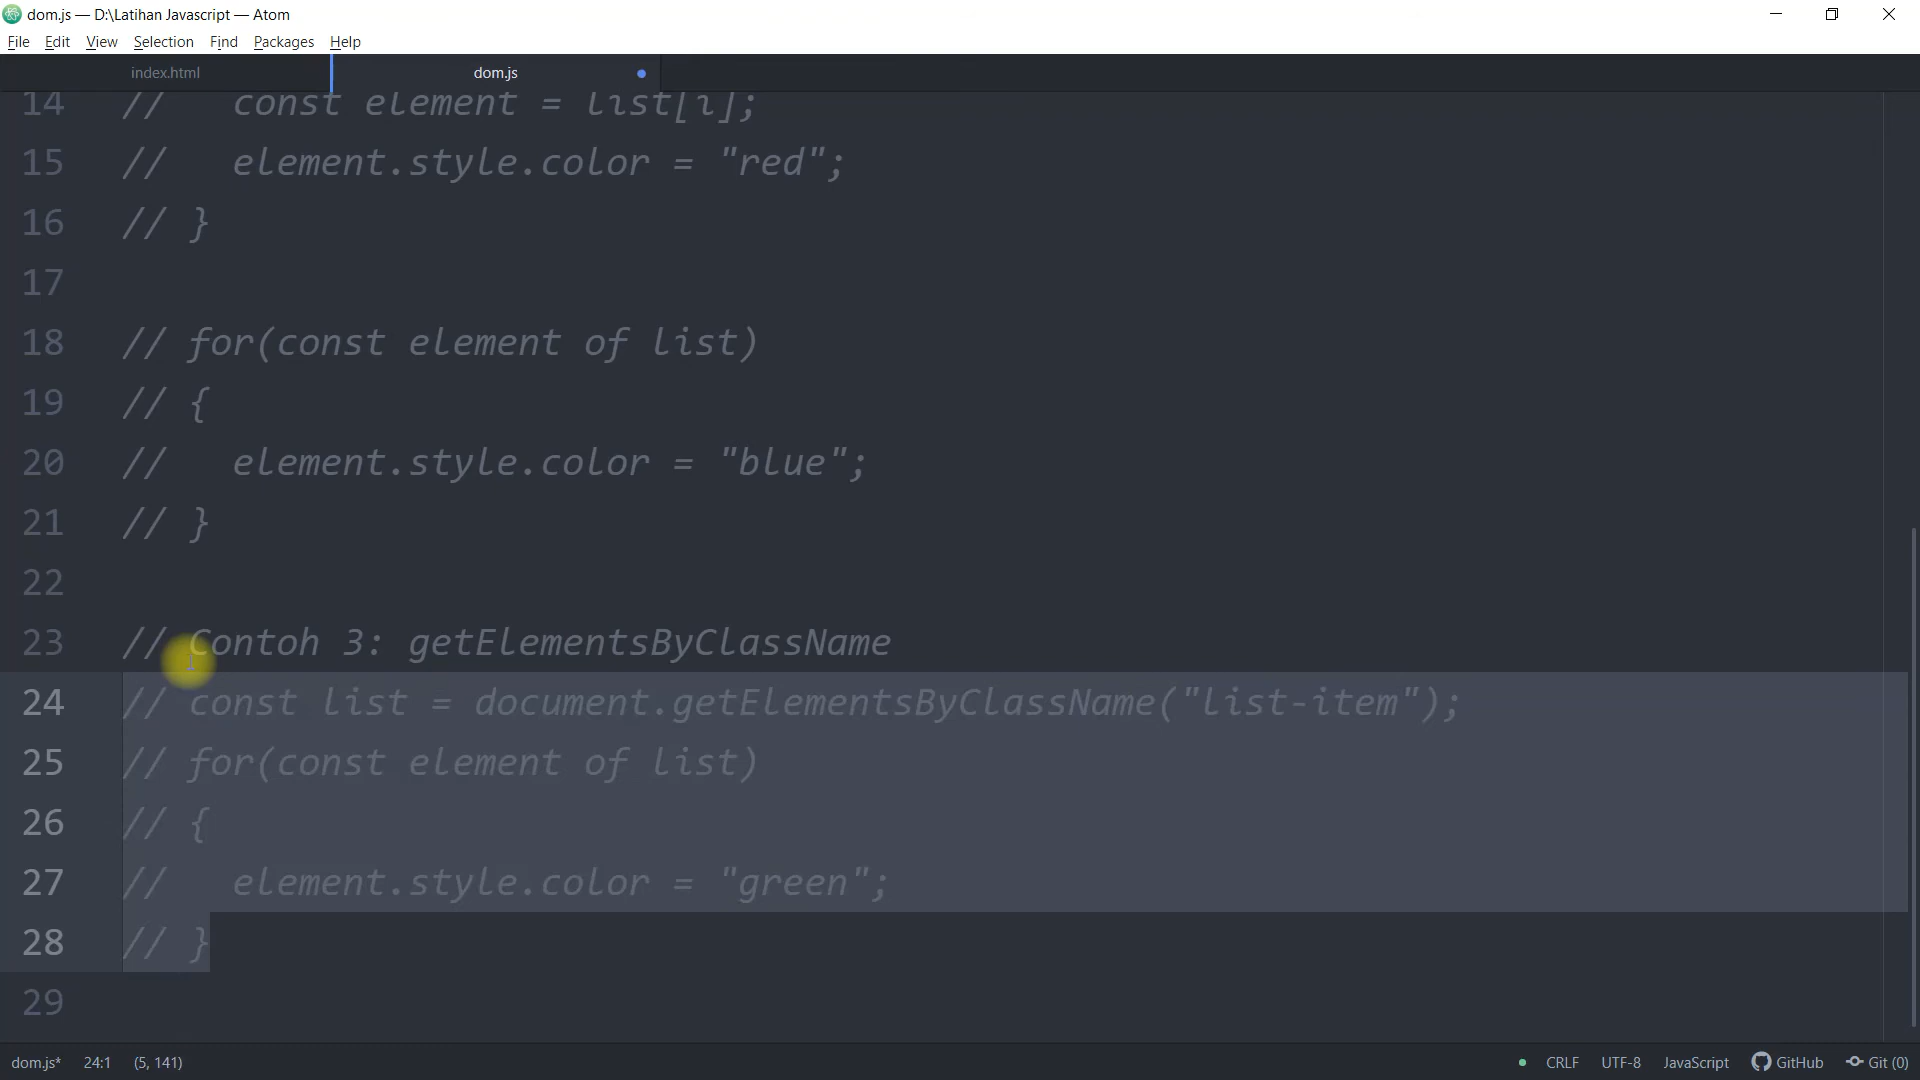 dom.js — D:\Latihan Javascript — Atom
File Edit View Selection Find Packages Help
index.html dom.js
14 // const element = list[i];
15 // element.style.color = "red";
16 // }
17
18 // for(const element of list)
19 // {
20 // element.style.color = "blue";
21 // }
22
23 // Contoh 3: getElementsByClassName
24 // const list = document.getElementsByClassName("list-item");
25 // for(const element of list)
26 // {
27 // element.style.color = "green";
28 // }
29
dom.js* 24:1 (5, 141) CRLF UTF-8 JavaScript GitHub Git (0)